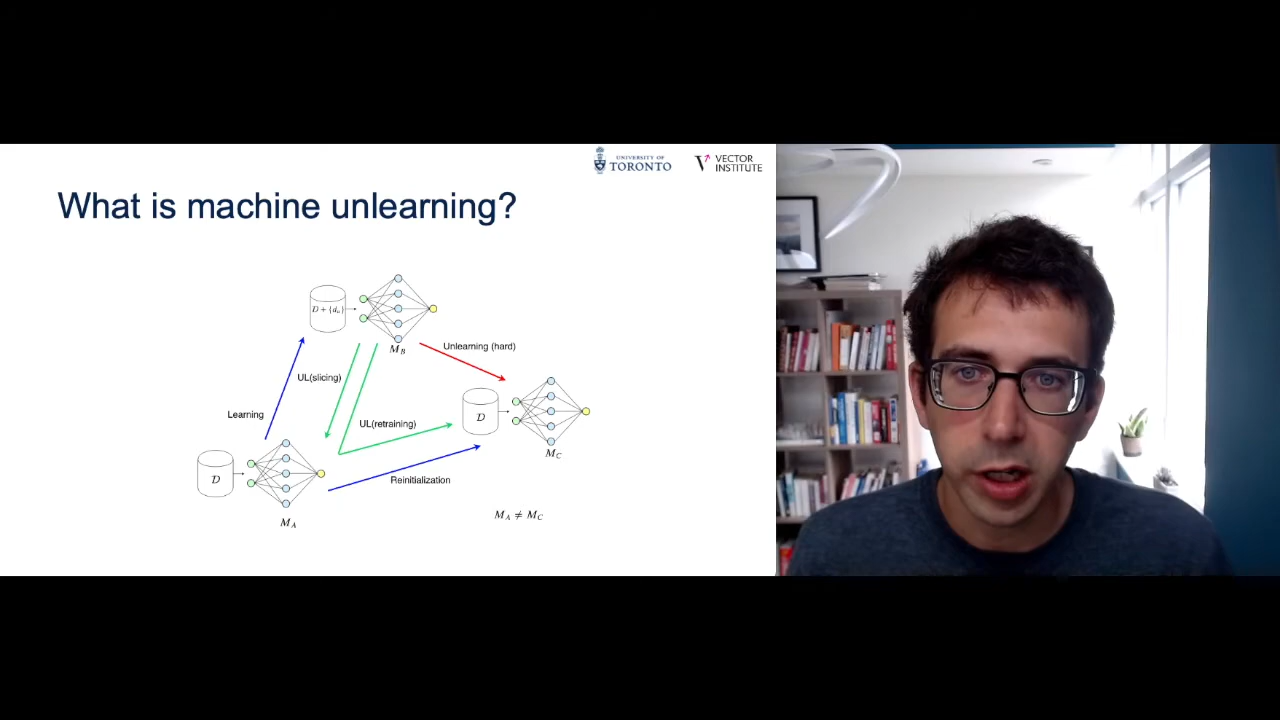 UNIVERSITY OF
TORONTO
VECTOR
INSTITUTE
What is machine unlearning?
D + {dᵤ}
M_B
Unlearning (hard)
UL(slicing)
Learning
UL(retraining)
D
M_C
D
Reinitialization
M_A
M_A ≠ M_C